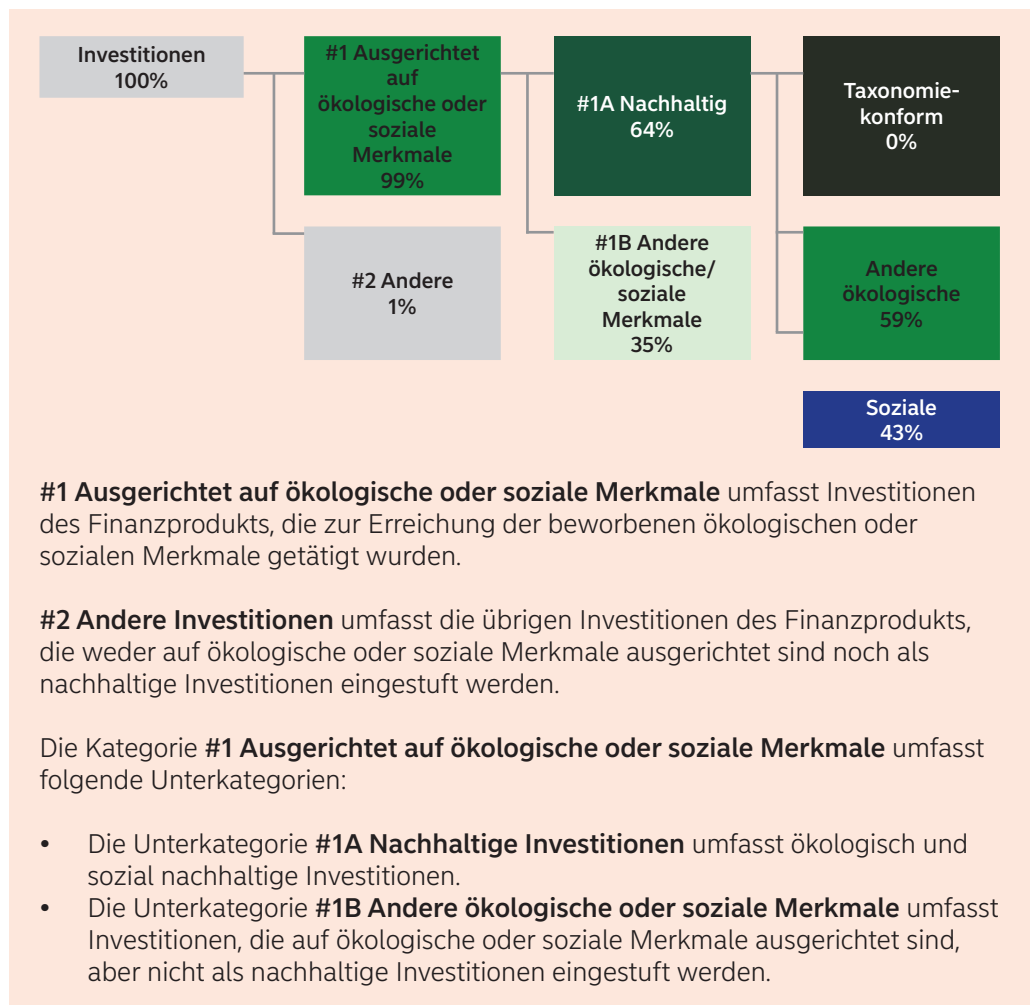 Investitionen
100%
#1 Ausgerichtet
auf
ökologische oder
soziale
Merkmale
99%
#1A Nachhaltig
64%
Taxonomie-
konform
0%
#2 Andere
1%
#1B Andere
ökologische/
soziale
Merkmale
35%
Andere
ökologische
59%
Soziale
43%
#1 Ausgerichtet auf ökologische oder soziale Merkmale umfasst Investitionen
des Finanzprodukts, die zur Erreichung der beworbenen ökologischen oder
sozialen Merkmale getätigt wurden.
#2 Andere Investitionen umfasst die übrigen Investitionen des Finanzprodukts,
die weder auf ökologische oder soziale Merkmale ausgerichtet sind noch als
nachhaltige Investitionen eingestuft werden.
Die Kategorie #1 Ausgerichtet auf ökologische oder soziale Merkmale umfasst
folgende Unterkategorien:
• Die Unterkategorie #1A Nachhaltige Investitionen umfasst ökologisch und
sozial nachhaltige Investitionen.
• Die Unterkategorie #1B Andere ökologische oder soziale Merkmale umfasst
Investitionen, die auf ökologische oder soziale Merkmale ausgerichtet sind,
aber nicht als nachhaltige Investitionen eingestuft werden.